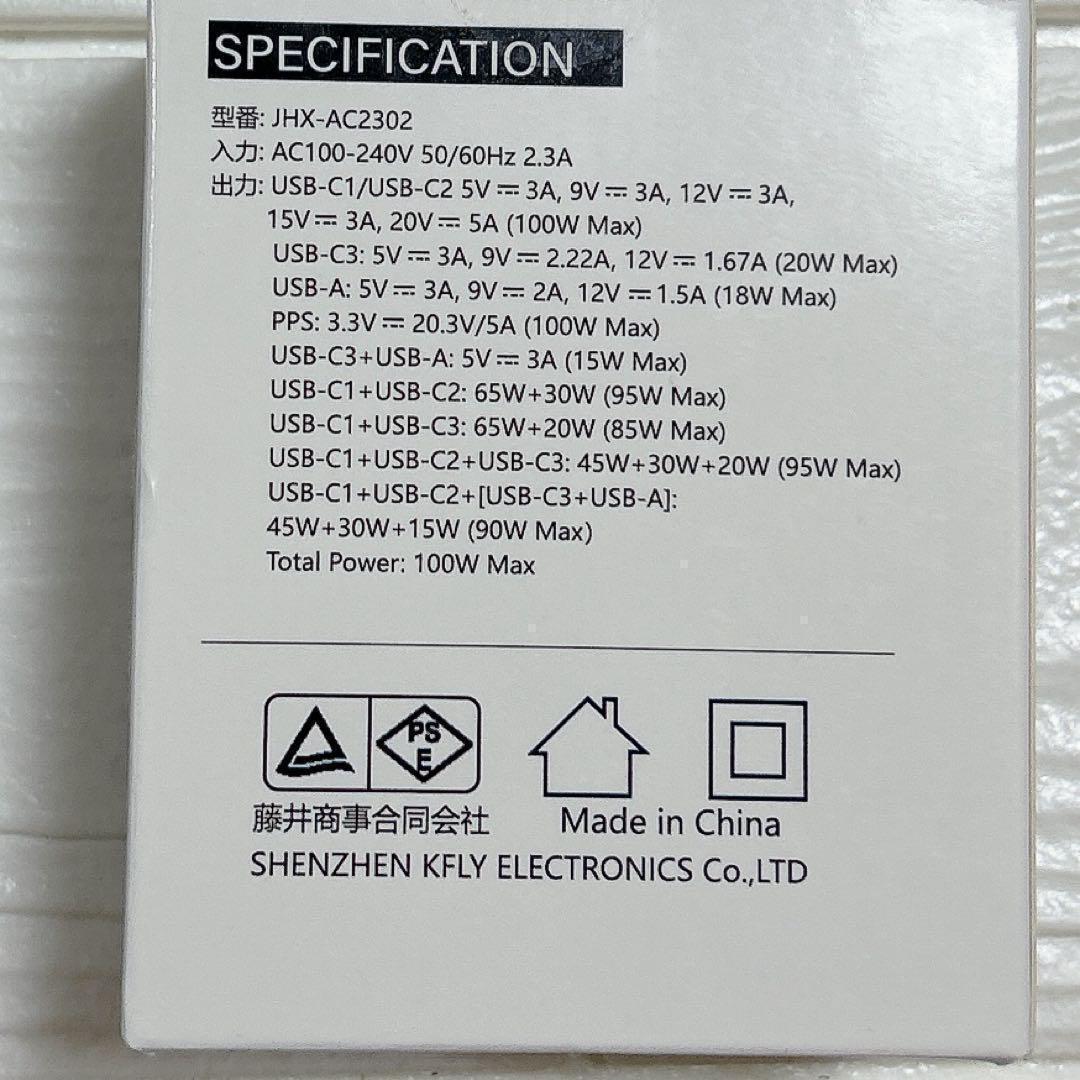 SPECIFICATION
型番: JHX-AC2302
入力: AC100-240V 50/60Hz 2.3A
出力: USB-C1/USB-C2 5V⎓3A, 9V⎓3A, 12V⎓3A,
15V⎓3A, 20V⎓5A (100W Max)
USB-C3: 5V⎓3A, 9V⎓2.22A, 12V⎓1.67A (20W Max)
USB-A: 5V⎓3A, 9V⎓2A, 12V⎓1.5A (18W Max)
PPS: 3.3V⎓20.3V/5A (100W Max)
USB-C3+USB-A: 5V⎓3A (15W Max)
USB-C1+USB-C2: 65W+30W (95W Max)
USB-C1+USB-C3: 65W+20W (85W Max)
USB-C1+USB-C2+USB-C3: 45W+30W+20W (95W Max)
USB-C1+USB-C2+[USB-C3+USB-A]:
45W+30W+15W (90W Max)
Total Power: 100W Max
PS
E
藤井商事合同会社
Made in China
SHENZHEN KFLY ELECTRONICS Co.,LTD